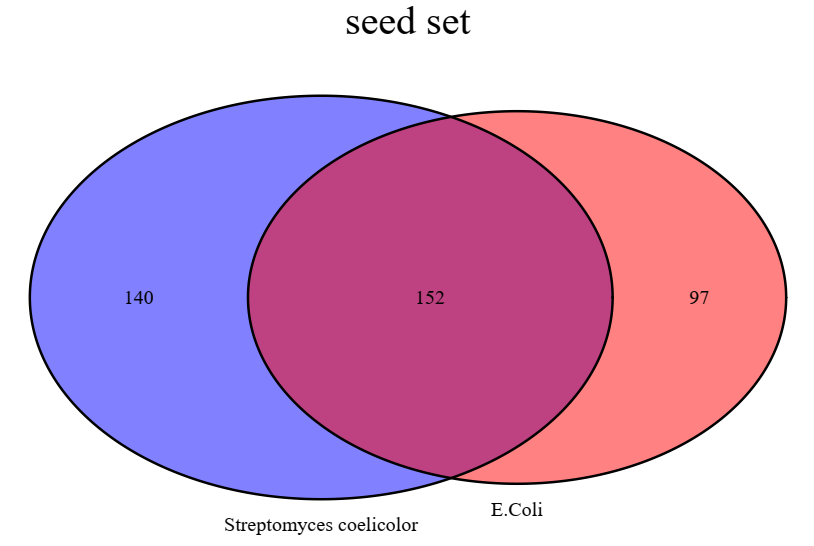 seed set
140
152
97
E.Coli
Streptomyces coelicolor